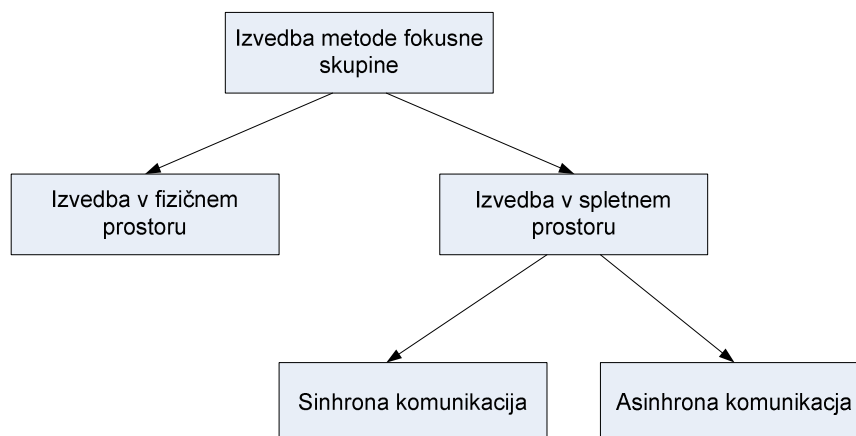 Izvedba metode fokusne
skupine
Izvedba v fizičnem
prostoru
Izvedba v spletnem
prostoru
Sinhrona komunikacija
Asinhrona komunikacja